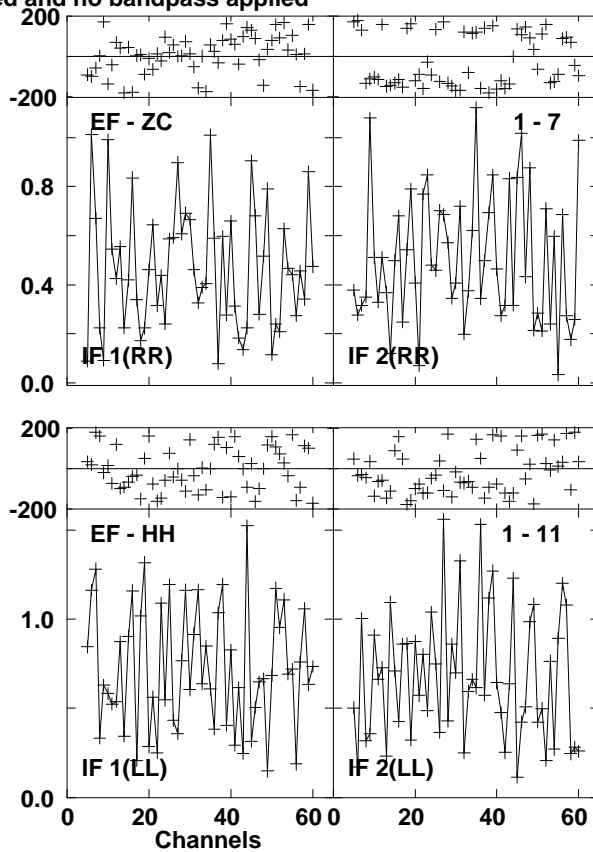 ed and no bandpass applied
200
-200
EF - ZC
1 - 7
0.8
0.4
0.0
IF 1(RR)
IF 2(RR)
200
-200
EF - HH
1 - 11
1.0
0.0
IF 1(LL)
IF 2(LL)
0 20 40 60 0 20 40 60
Channels